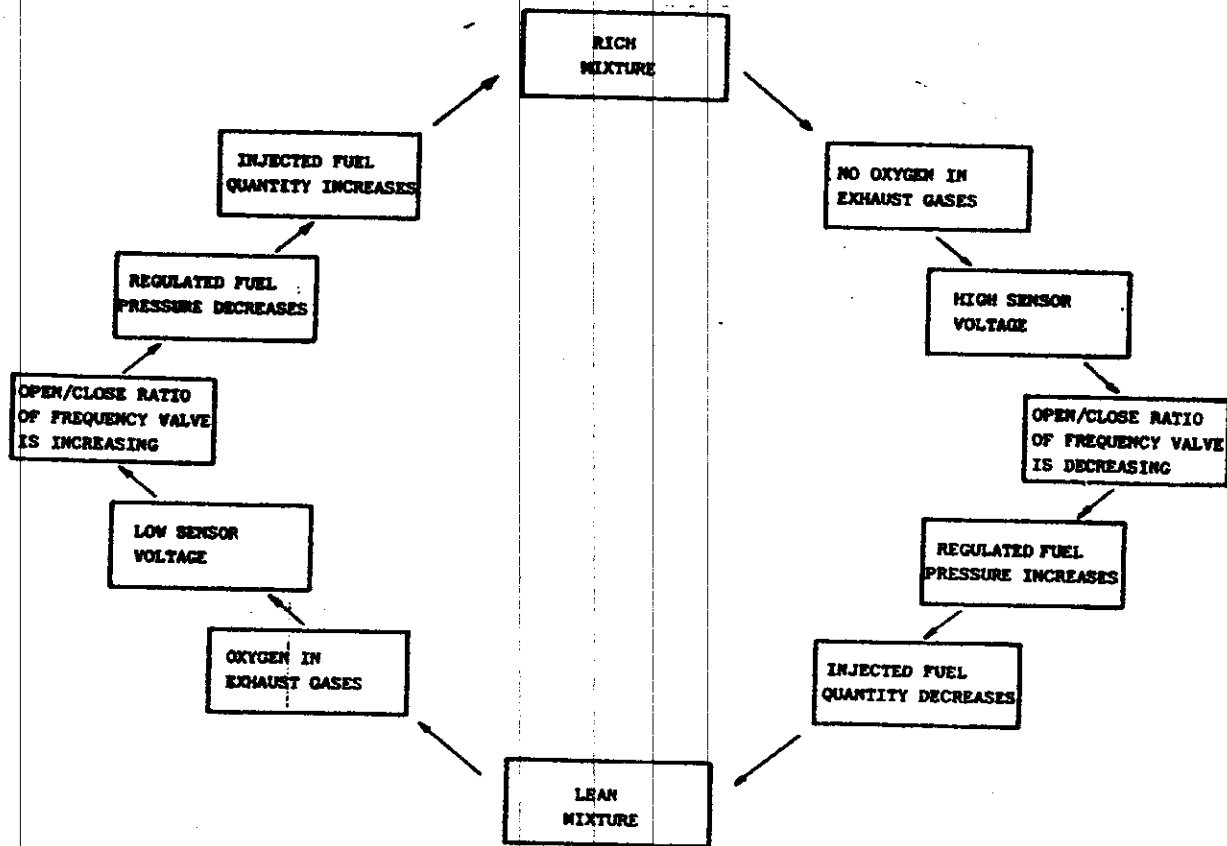 RICH
MIXTURE
INJECTED FUEL
QUANTITY INCREASES
NO OXYGEN IN
EXHAUST GASES
REGULATED FUEL
PRESSURE DECREASES
HIGH SENSOR
VOLTAGE
OPEN/CLOSE RATIO
OF FREQUENCY VALVE
IS INCREASING
OPEN/CLOSE RATIO
OF FREQUENCY VALVE
IS DECREASING
LOW SENSOR
VOLTAGE
REGULATED FUEL
PRESSURE INCREASES
OXYGEN IN
EXHAUST GASES
INJECTED FUEL
QUANTITY DECREASES
LEAN
MIXTURE